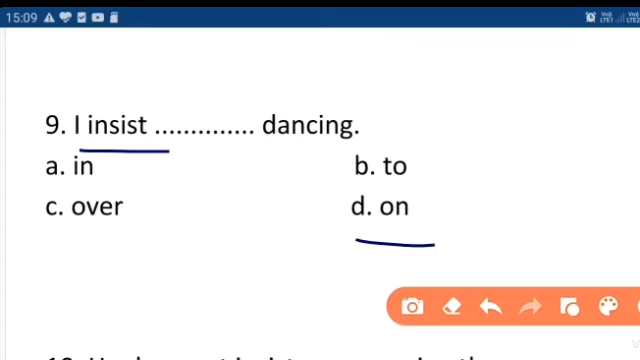 15:09
9. I insist .............. dancing.
a. in b. to
c. over d. on